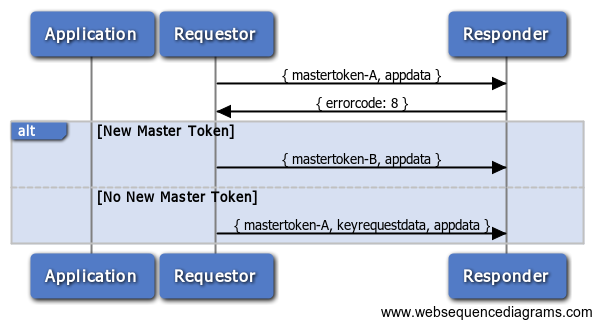 Application Requestor Responder
{ mastertoken-A, appdata }
{ errorcode: 8 }
alt [New Master Token]
{ mastertoken-B, appdata }
[No New Master Token]
{ mastertoken-A, keyrequestdata, appdata }
Application Requestor Responder
www.websequencediagrams.com